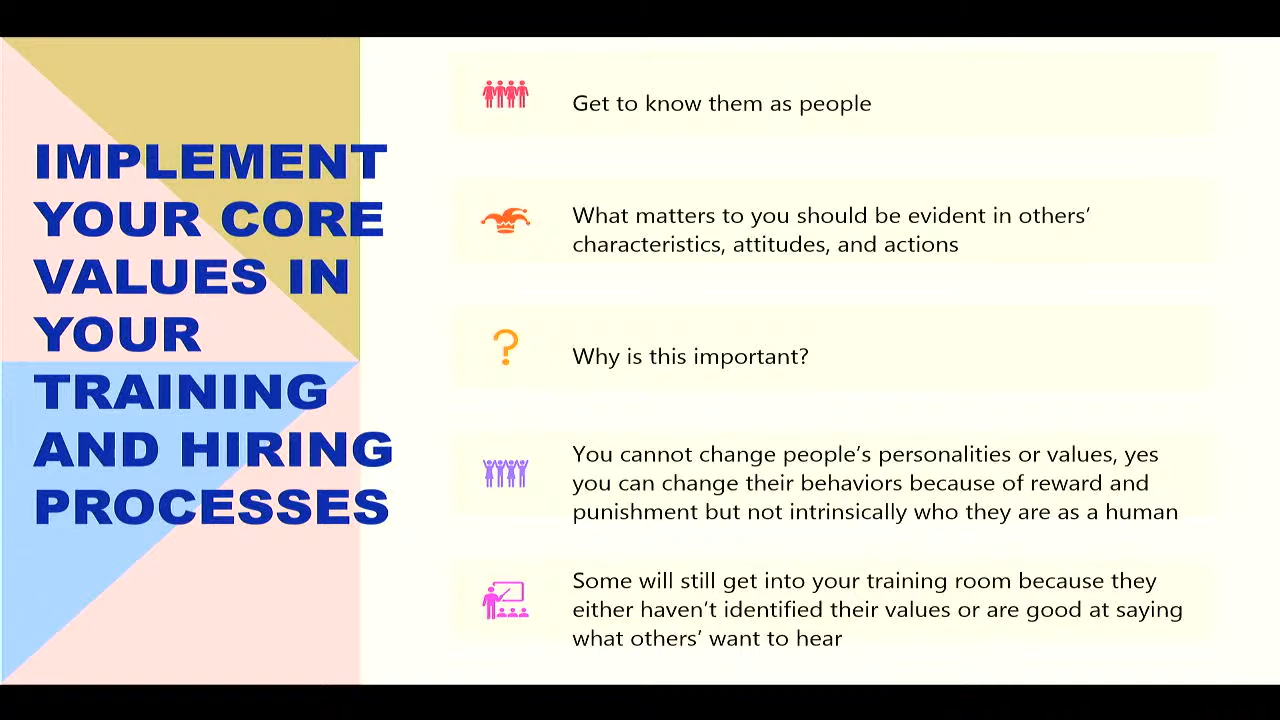 IMPLEMENT
YOUR CORE
VALUES IN
YOUR
TRAINING
AND HIRING
PROCESSES
Get to know them as people
What matters to you should be evident in others’
characteristics, attitudes, and actions
Why is this important?
You cannot change people’s personalities or values, yes
you can change their behaviors because of reward and
punishment but not intrinsically who they are as a human
Some will still get into your training room because they
either haven’t identified their values or are good at saying
what others’ want to hear